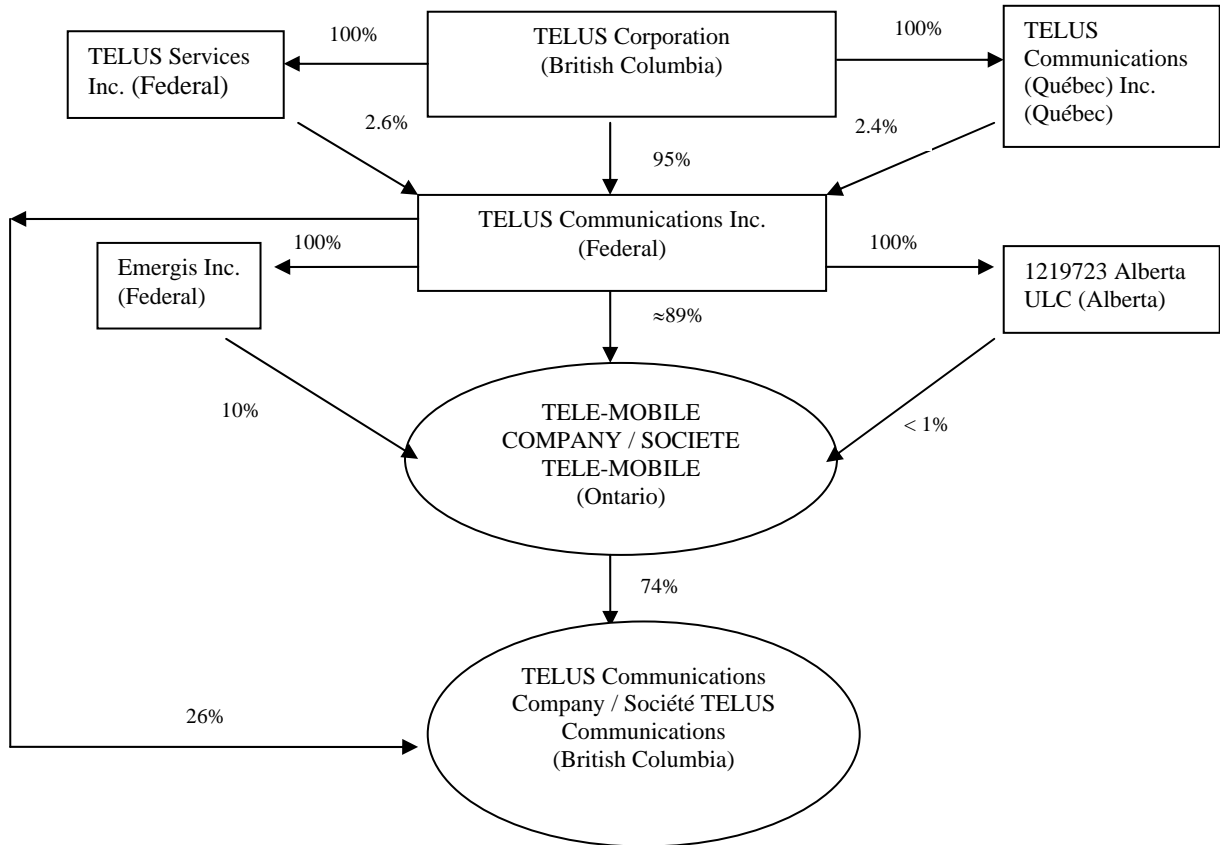 100%
100%
TELUS Services
Inc. (Federal)
TELUS Corporation
(British Columbia)
TELUS
Communications
(Québec) Inc.
(Québec)
2.6%
95%
2.4%
TELUS Communications Inc.
(Federal)
100%
100%
Emergis Inc.
(Federal)
1219723 Alberta
ULC (Alberta)
≈89%
10%
< 1%
TELE-MOBILE
COMPANY / SOCIETE
TELE-MOBILE
(Ontario)
74%
26%
TELUS Communications
Company / Société TELUS
Communications
(British Columbia)